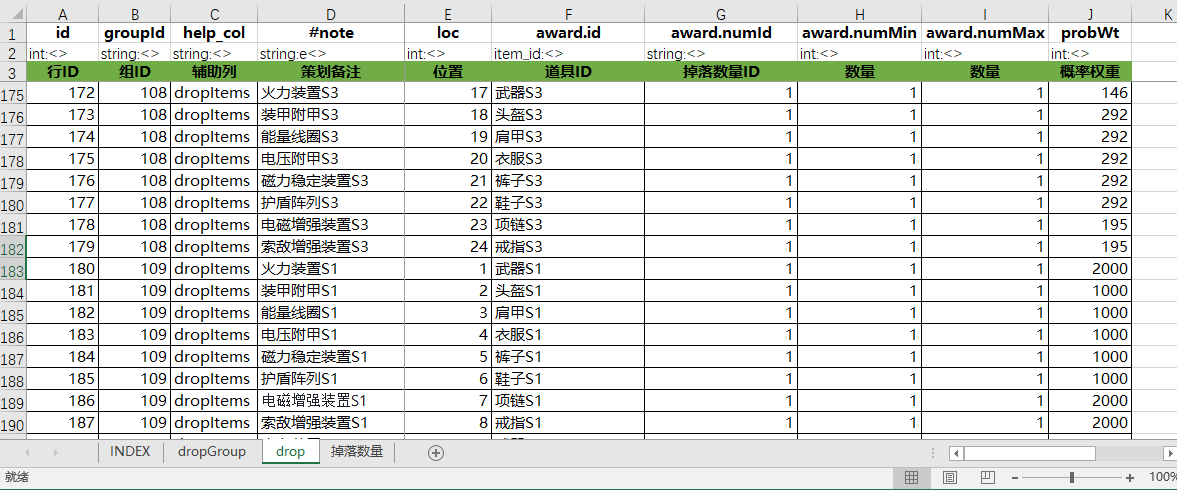 A B C D E F G H I J K
1 id groupId help_col #note loc award.id award.numId award.numMin award.numMax probWt
2 int:<> string:<> string:<> string:e<> int:<> item_id:<> string:<> int:<> int:<> int:<>
3 行ID 组ID 辅助列 策划备注 位置 道具ID 掉落数量ID 数量 数量 概率权重
175 172 108 dropItems 火力装置S3 17 武器S3 1 1 1 146
176 173 108 dropItems 装甲附甲S3 18 头盔S3 1 1 1 292
177 174 108 dropItems 能量线圈S3 19 肩甲S3 1 1 1 292
178 175 108 dropItems 电压附甲S3 20 衣服S3 1 1 1 292
179 176 108 dropItems 磁力稳定装置S3 21 裤子S3 1 1 1 292
180 177 108 dropItems 护盾阵列S3 22 鞋子S3 1 1 1 292
181 178 108 dropItems 电磁增强装置S3 23 项链S3 1 1 1 195
182 179 108 dropItems 索敌增强装置S3 24 戒指S3 1 1 1 195
183 180 109 dropItems 火力装置S1 1 武器S1 1 1 1 2000
184 181 109 dropItems 装甲附甲S1 2 头盔S1 1 1 1 1000
185 182 109 dropItems 能量线圈S1 3 肩甲S1 1 1 1 1000
186 183 109 dropItems 电压附甲S1 4 衣服S1 1 1 1 1000
187 184 109 dropItems 磁力稳定装置S1 5 裤子S1 1 1 1 1000
188 185 109 dropItems 护盾阵列S1 6 鞋子S1 1 1 1 1000
189 186 109 dropItems 电磁增强装置S1 7 项链S1 1 1 1 2000
190 187 109 dropItems 索敌增强装置S1 8 戒指S1 1 1 1 2000
INDEX dropGroup drop 掉落数量
就绪 100%